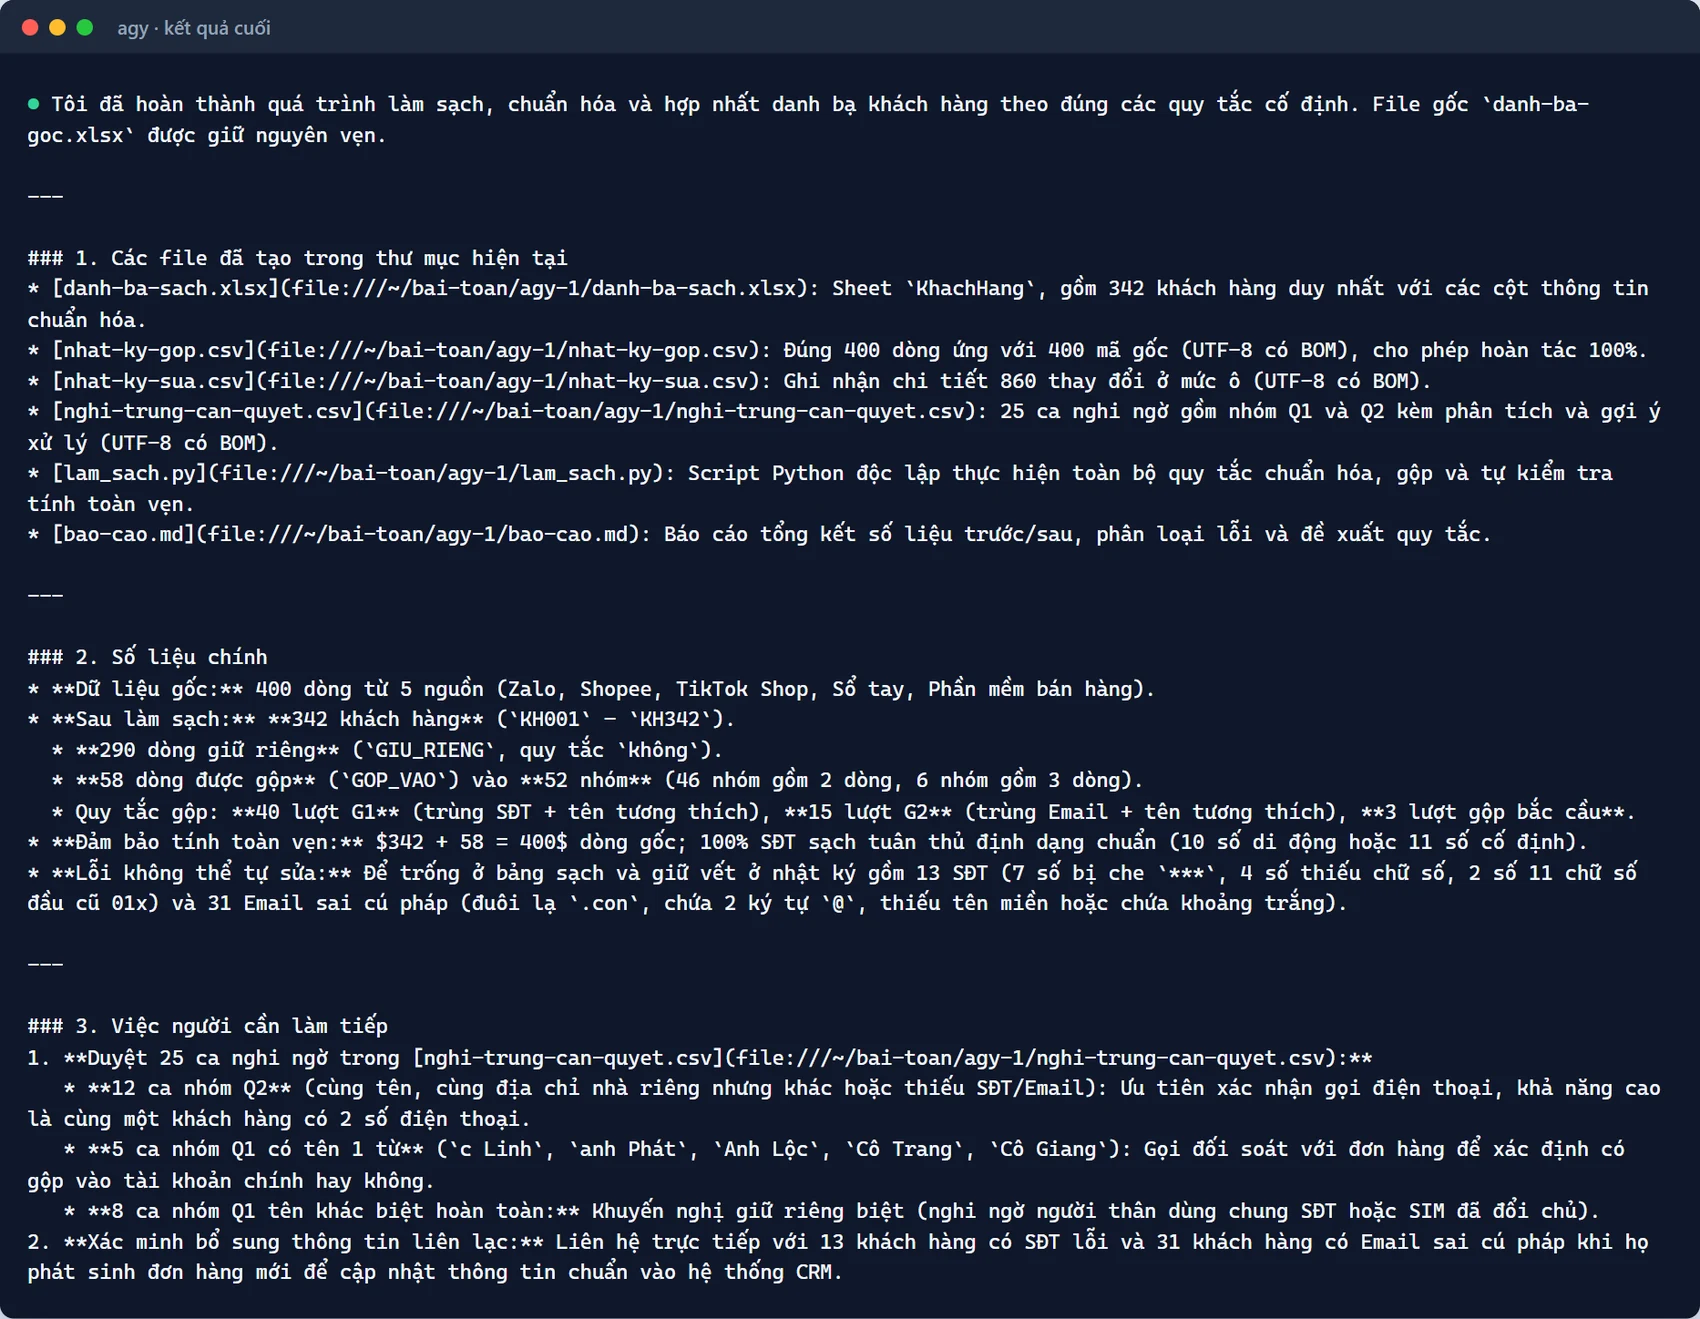 agy · kết quả cuối
● Tôi đã hoàn thành quá trình làm sạch, chuẩn hóa và hợp nhất danh bạ khách hàng theo đúng các quy tắc cố định. File gốc `danh-ba-
goc.xlsx` được giữ nguyên vẹn.
---
### 1. Các file đã tạo trong thư mục hiện tại
* [danh-ba-sach.xlsx](file:///~/bai-toan/agy-1/danh-ba-sach.xlsx): Sheet `KhachHang`, gồm 342 khách hàng duy nhất với các cột thông tin
chuẩn hóa.
* [nhat-ky-gop.csv](file:///~/bai-toan/agy-1/nhat-ky-gop.csv): Đúng 400 dòng ứng với 400 mã gốc (UTF-8 có BOM), cho phép hoàn tác 100%.
* [nhat-ky-sua.csv](file:///~/bai-toan/agy-1/nhat-ky-sua.csv): Ghi nhận chi tiết 860 thay đổi ở mức ô (UTF-8 có BOM).
* [nghi-trung-can-quyet.csv](file:///~/bai-toan/agy-1/nghi-trung-can-quyet.csv): 25 ca nghi ngờ gồm nhóm Q1 và Q2 kèm phân tích và gợi ý
xử lý (UTF-8 có BOM).
* [lam_sach.py](file:///~/bai-toan/agy-1/lam_sach.py): Script Python độc lập thực hiện toàn bộ quy tắc chuẩn hóa, gộp và tự kiểm tra
tính toàn vẹn.
* [bao-cao.md](file:///~/bai-toan/agy-1/bao-cao.md): Báo cáo tổng kết số liệu trước/sau, phân loại lỗi và đề xuất quy tắc.
---
### 2. Số liệu chính
* **Dữ liệu gốc:** 400 dòng từ 5 nguồn (Zalo, Shopee, TikTok Shop, Sổ tay, Phần mềm bán hàng).
* **Sau làm sạch:** **342 khách hàng** (`KH001` – `KH342`).
  * **290 dòng giữ riêng** (`GIU_RIENG`, quy tắc `không`).
  * **58 dòng được gộp** (`GOP_VAO`) vào **52 nhóm** (46 nhóm gồm 2 dòng, 6 nhóm gồm 3 dòng).
  * Quy tắc gộp: **40 lượt G1** (trùng SĐT + tên tương thích), **15 lượt G2** (trùng Email + tên tương thích), **3 lượt gộp bắc cầu**.
* **Đảm bảo tính toàn vẹn:** $342 + 58 = 400$ dòng gốc; 100% SĐT sạch tuân thủ định dạng chuẩn (10 số di động hoặc 11 số cố định).
* **Lỗi không thể tự sửa:** Để trống ở bảng sạch và giữ vết ở nhật ký gồm 13 SĐT (7 số bị che `***`, 4 số thiếu chữ số, 2 số 11 chữ số
đầu cũ 01x) và 31 Email sai cú pháp (đuôi lạ `.con`, chứa 2 ký tự `@`, thiếu tên miền hoặc chứa khoảng trắng).
---
### 3. Việc người cần làm tiếp
1. **Duyệt 25 ca nghi ngờ trong [nghi-trung-can-quyet.csv](file:///~/bai-toan/agy-1/nghi-trung-can-quyet.csv):**
   * **12 ca nhóm Q2** (cùng tên, cùng địa chỉ nhà riêng nhưng khác hoặc thiếu SĐT/Email): Ưu tiên xác nhận gọi điện thoại, khả năng cao
là cùng một khách hàng có 2 số điện thoại.
   * **5 ca nhóm Q1 có tên 1 từ** (`c Linh`, `anh Phát`, `Anh Lộc`, `Cô Trang`, `Cô Giang`): Gọi đối soát với đơn hàng để xác định có
gộp vào tài khoản chính hay không.
   * **8 ca nhóm Q1 tên khác biệt hoàn toàn:** Khuyến nghị giữ riêng biệt (nghi ngờ người thân dùng chung SĐT hoặc SIM đã đổi chủ).
2. **Xác minh bổ sung thông tin liên lạc:** Liên hệ trực tiếp với 13 khách hàng có SĐT lỗi và 31 khách hàng có Email sai cú pháp khi họ
phát sinh đơn hàng mới để cập nhật thông tin chuẩn vào hệ thống CRM.